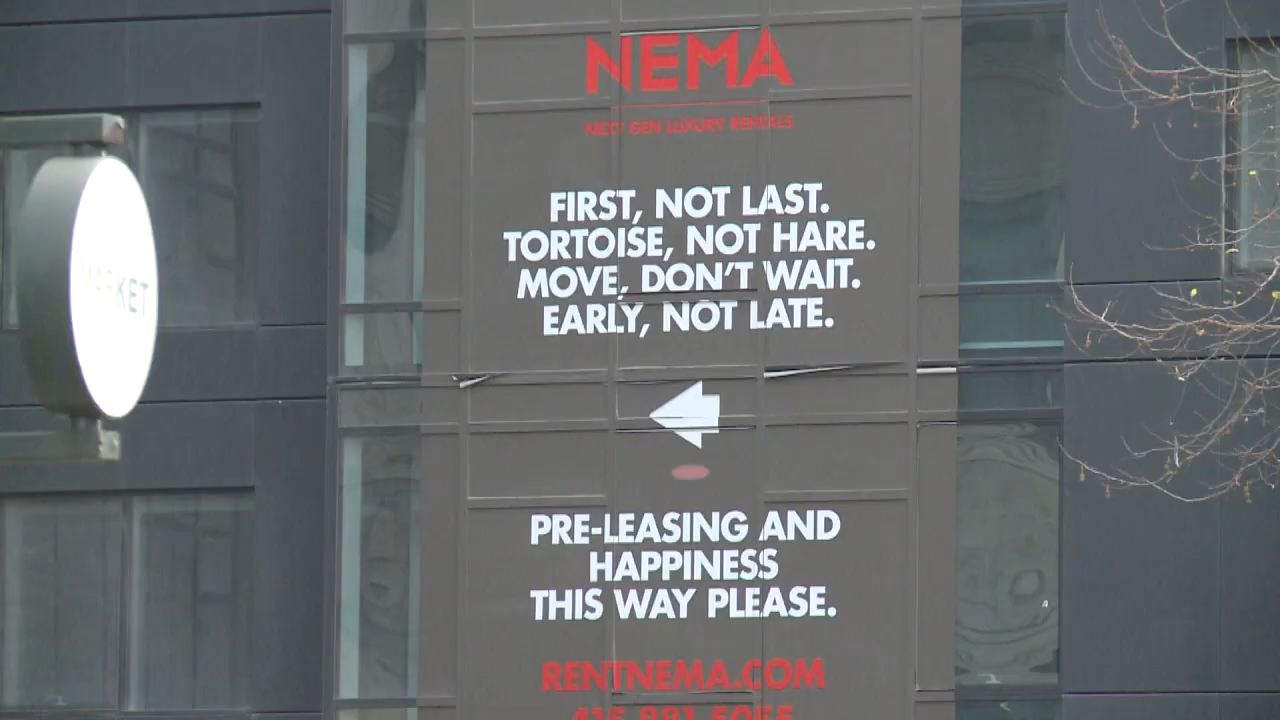 NEMA
NEXT GEN LUXURY RENTALS
FIRST, NOT LAST.
TORTOISE, NOT HARE.
MOVE, DON'T WAIT.
EARLY, NOT LATE.
MARKET
PRE-LEASING AND
HAPPINESS
THIS WAY PLEASE.
RENTNEMA.COM